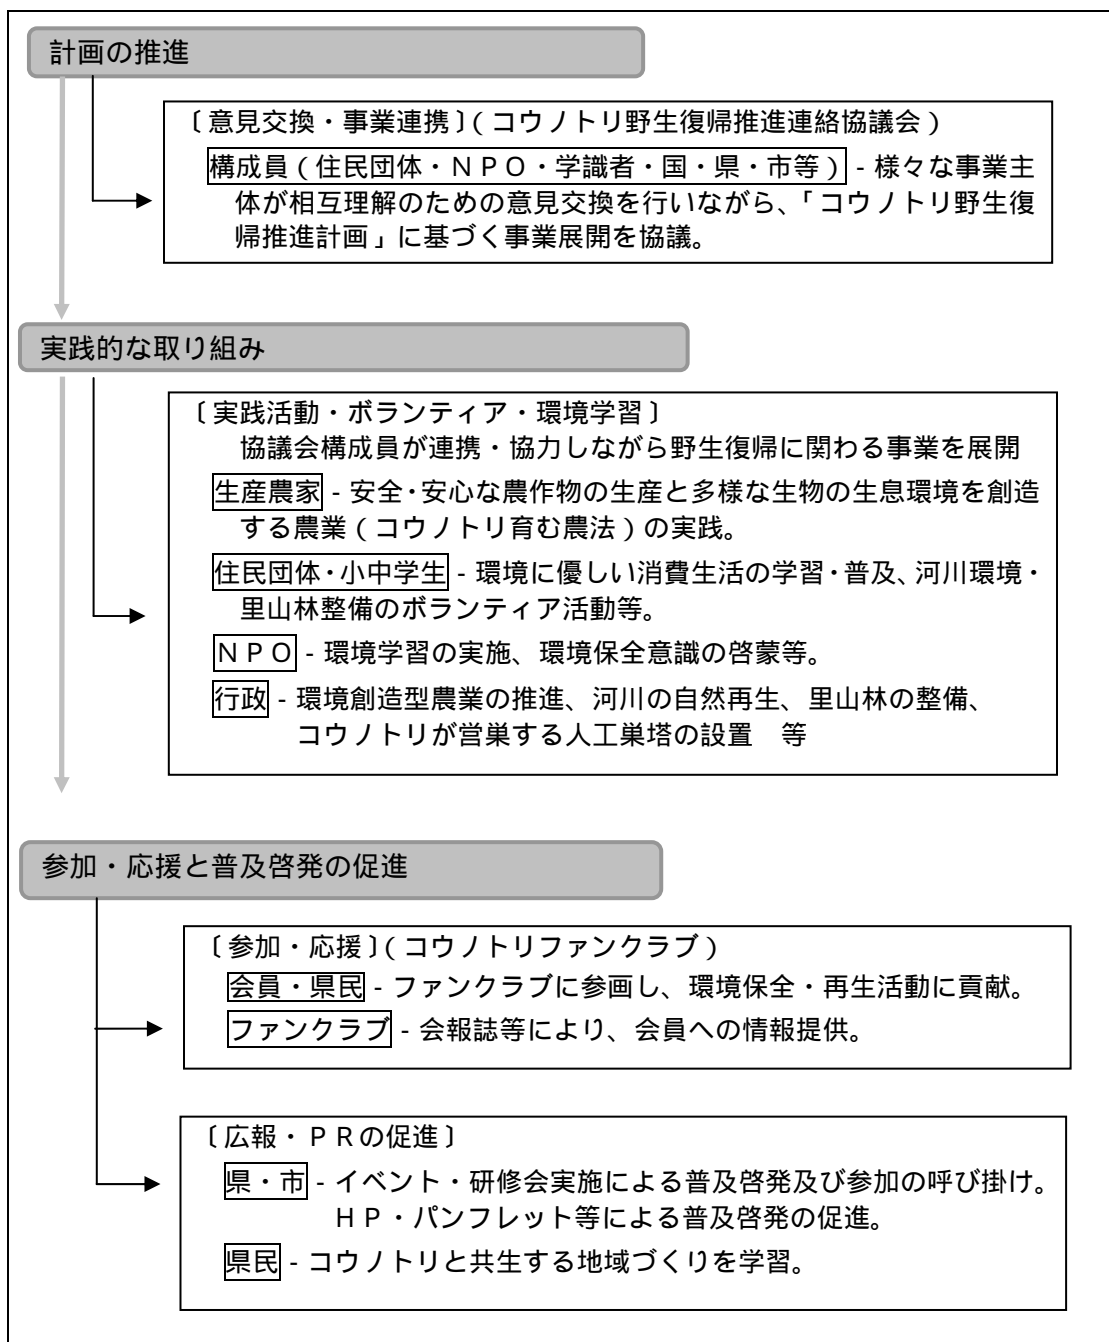 計画の推進
〔意見交換・事業連携〕(コウノトリ野生復帰推進連絡協議会)
構成員(住民団体・NPO・学識者・国・県・市等) - 様々な事業主
体が相互理解のための意見交換を行いながら、「コウノトリ野生復
帰推進計画」に基づく事業展開を協議。
実践的な取り組み
〔実践活動・ボランティア・環境学習〕
協議会構成員が連携・協力しながら野生復帰に関わる事業を展開
生産農家 - 安全・安心な農作物の生産と多様な生物の生息環境を創造
する農業(コウノトリ育む農法)の実践。
住民団体・小中学生 - 環境に優しい消費生活の学習・普及、河川環境・
里山林整備のボランティア活動等。
NPO - 環境学習の実施、環境保全意識の啓蒙等。
行政 - 環境創造型農業の推進、河川の自然再生、里山林の整備、
コウノトリが営巣する人工巣塔の設置 等
参加・応援と普及啓発の促進
〔参加・応援〕(コウノトリファンクラブ)
会員・県民 - ファンクラブに参画し、環境保全・再生活動に貢献。
ファンクラブ - 会報誌等により、会員への情報提供。
〔広報・PRの促進〕
県・市 - イベント・研修会実施による普及啓発及び参加の呼び掛け。
HP・パンフレット等による普及啓発の促進。
県民 - コウノトリと共生する地域づくりを学習。